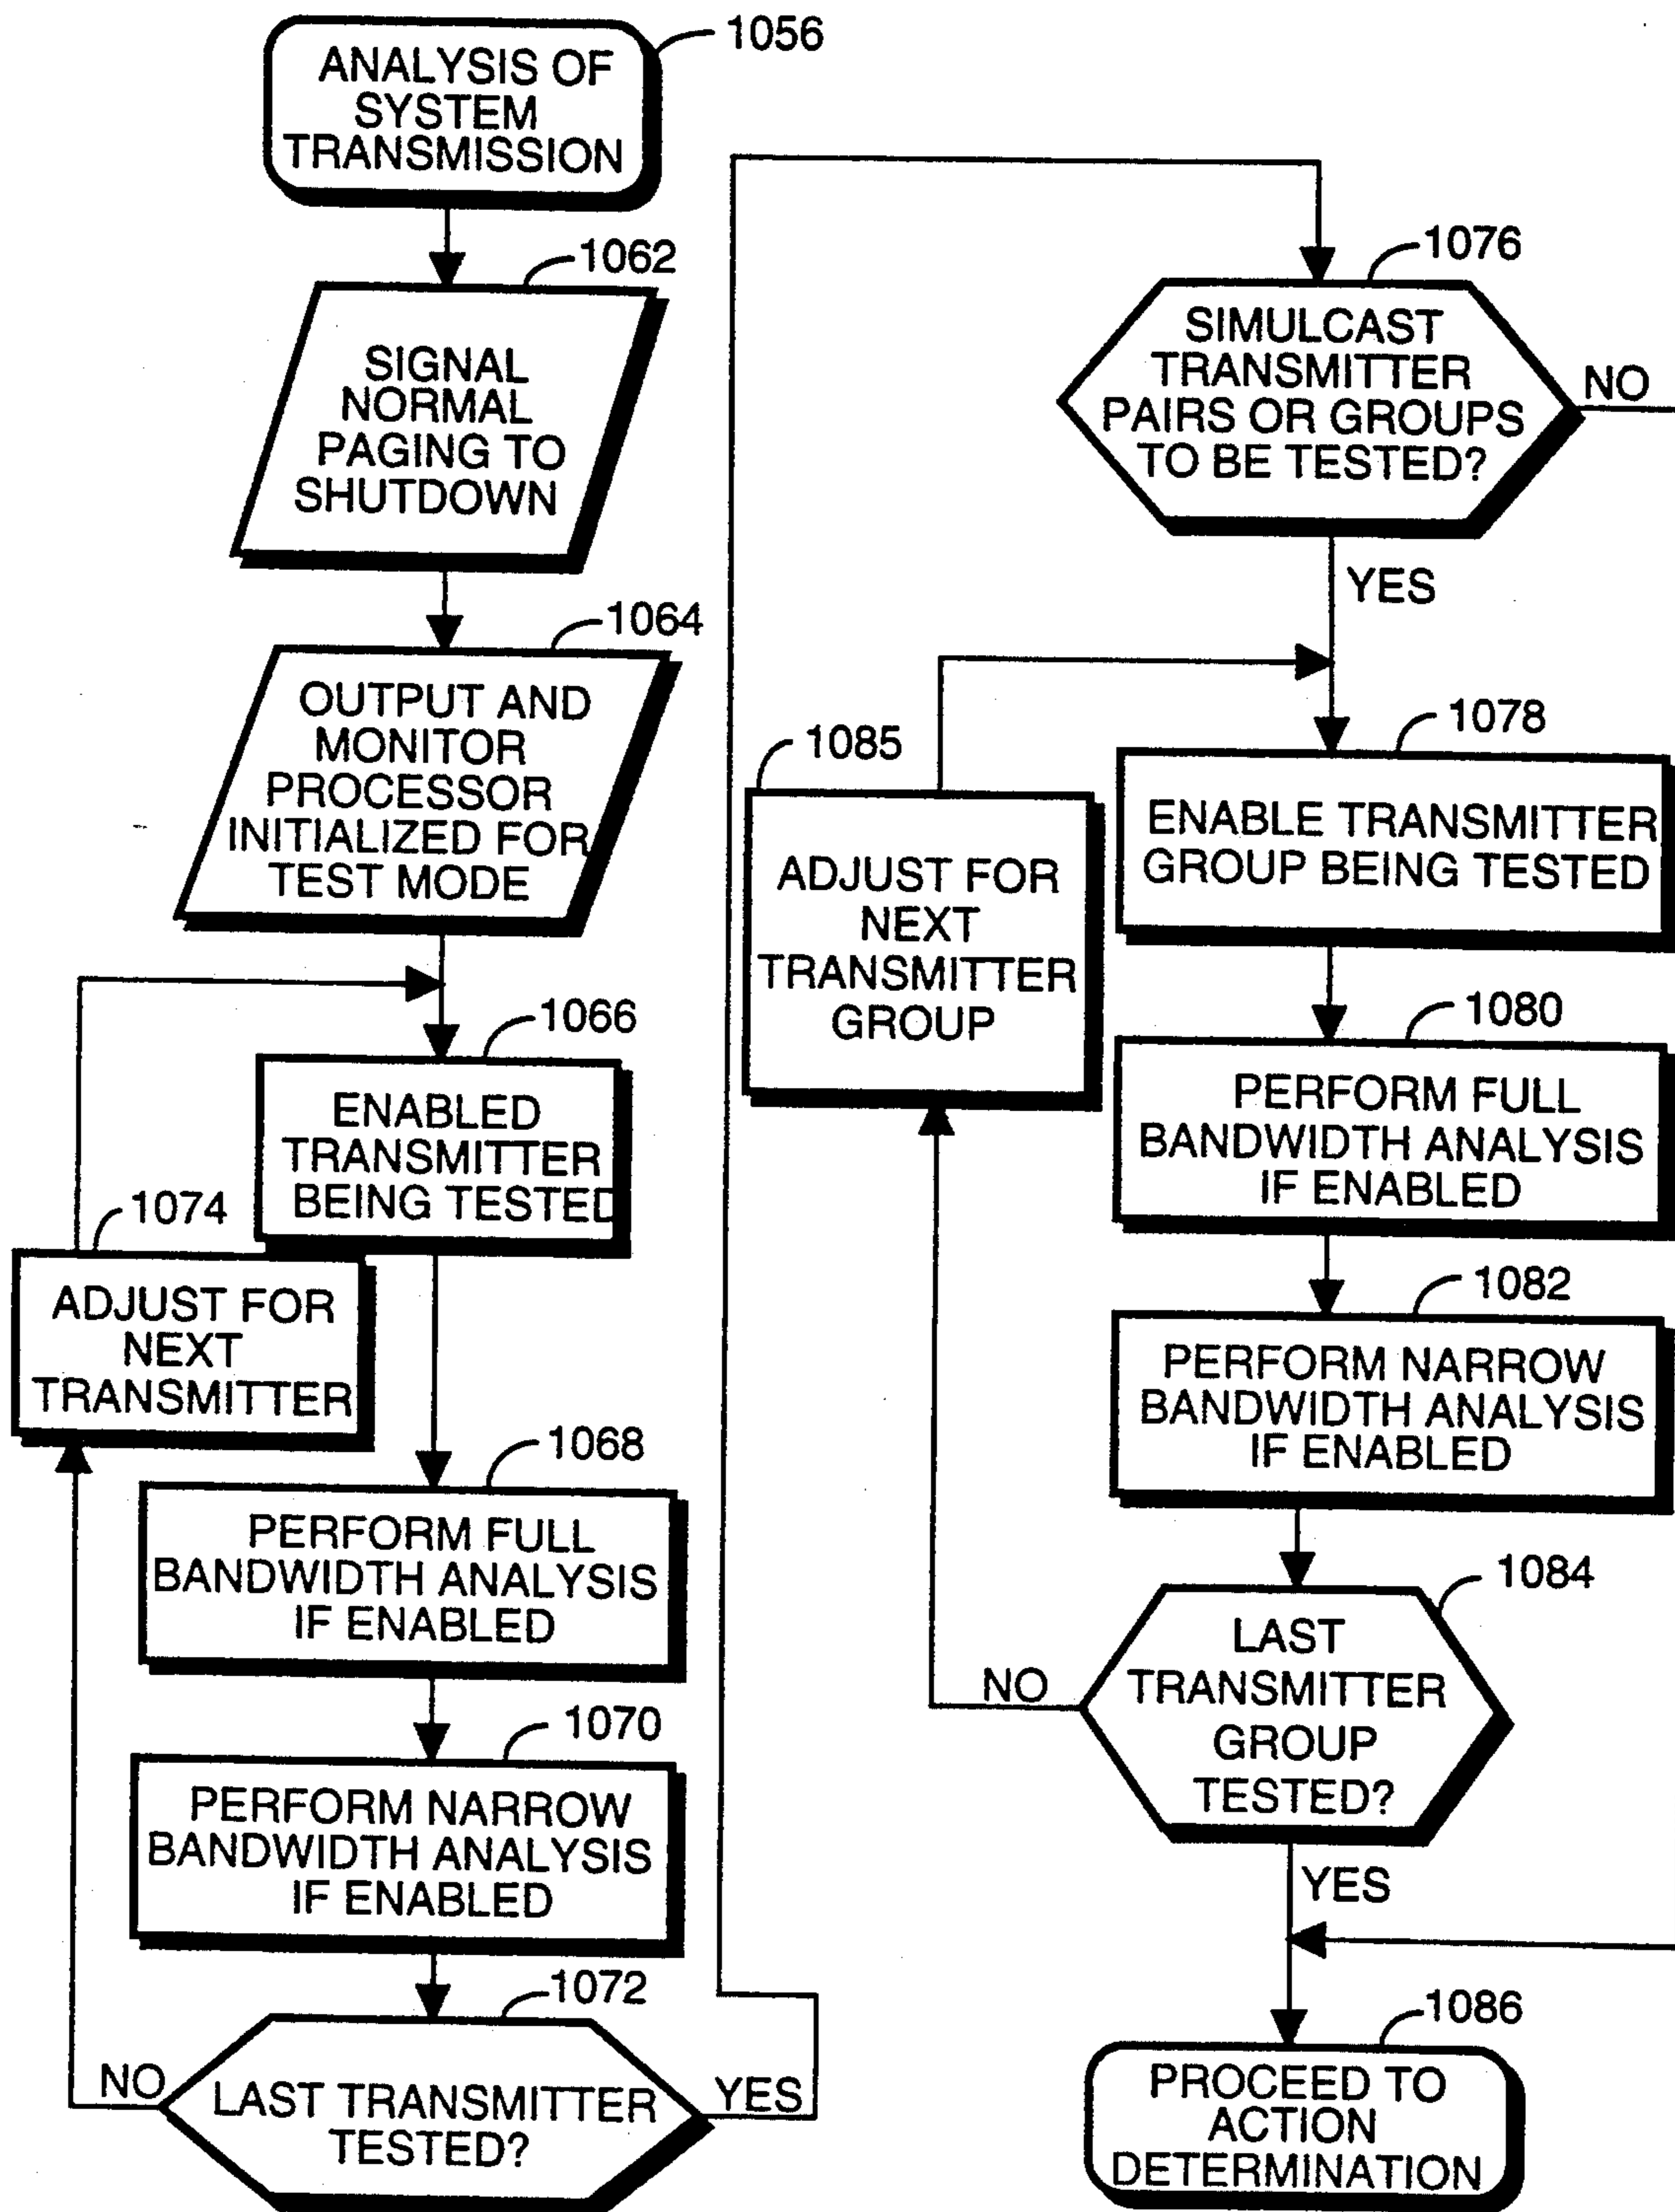 1056
ANALYSIS OF
SYSTEM
TRANSMISSION
1062
SIGNAL
NORMAL
PAGING TO
SHUTDOWN
1064
OUTPUT AND
MONITOR
PROCESSOR
INITIALIZED FOR
TEST MODE
1066
ENABLED
TRANSMITTER
BEING TESTED
1074
ADJUST FOR
NEXT
TRANSMITTER
1068
PERFORM FULL
BANDWIDTH ANALYSIS
IF ENABLED
1070
PERFORM NARROW
BANDWIDTH ANALYSIS
IF ENABLED
1072
NO
LAST TRANSMITTER
TESTED?
YES
1076
SIMULCAST
TRANSMITTER
PAIRS OR GROUPS
TO BE TESTED?
NO
YES
1085
ADJUST FOR
NEXT
TRANSMITTER
GROUP
1078
ENABLE TRANSMITTER
GROUP BEING TESTED
1080
PERFORM FULL
BANDWIDTH ANALYSIS
IF ENABLED
1082
PERFORM NARROW
BANDWIDTH ANALYSIS
IF ENABLED
1084
LAST
TRANSMITTER
GROUP
TESTED?
NO
YES
1086
PROCEED TO
ACTION
DETERMINATION